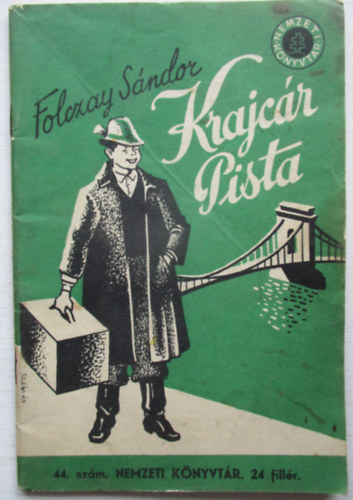 NEMZETI
KÖNYVTÁR
Folczay Sándor
Krajcár
Pista
44. szám. NEMZETI KÖNYVTÁR. 24 fillér.